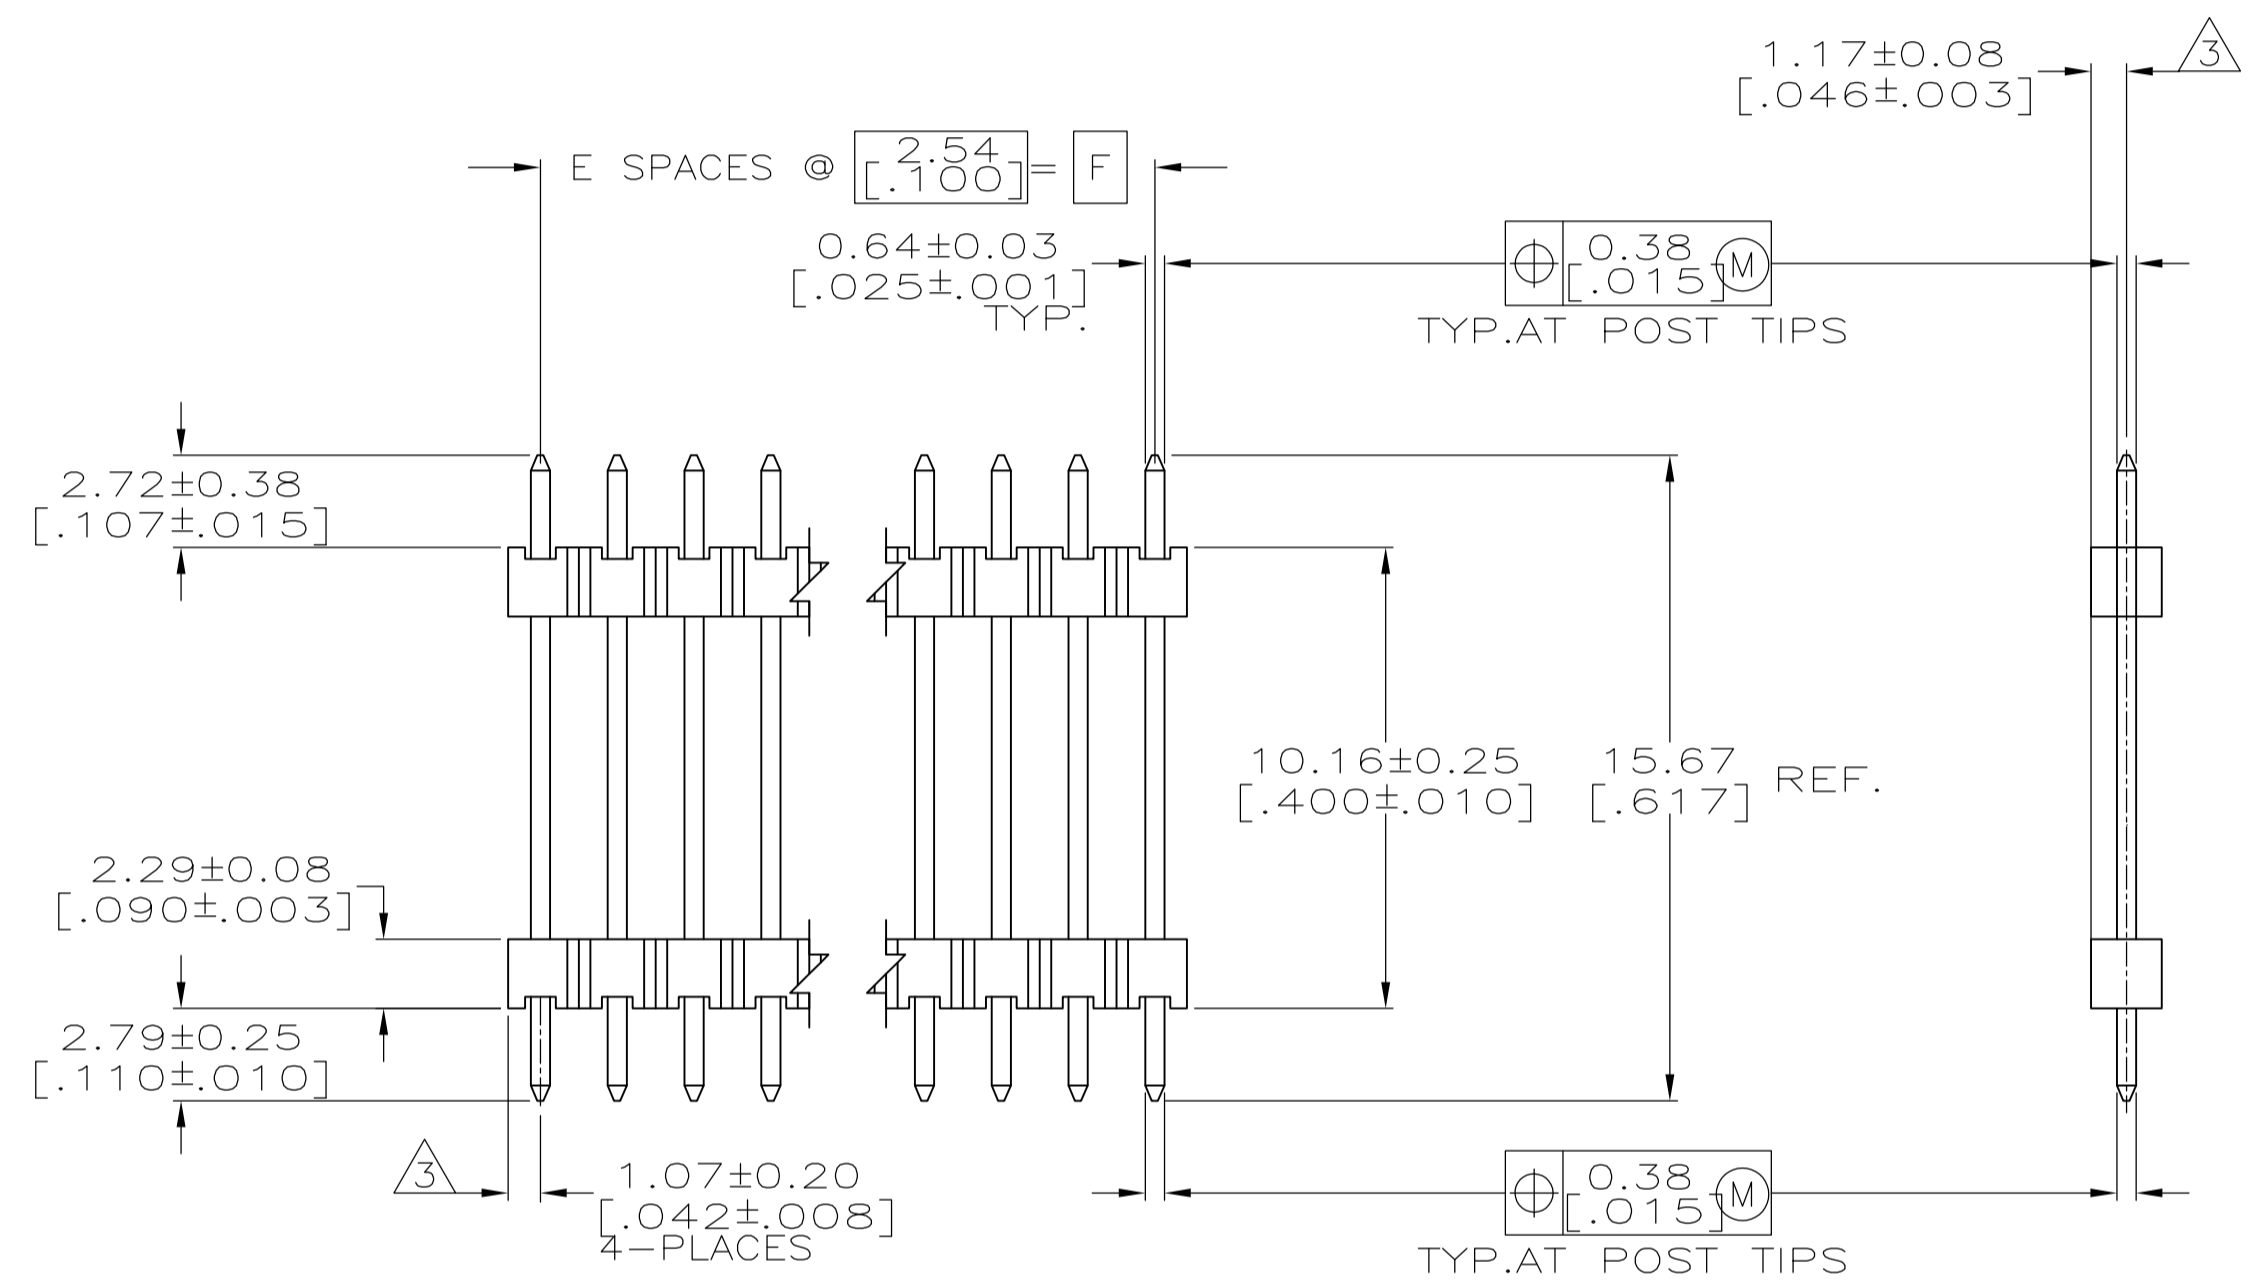 1.17±0.08
[.046±.003]
3
E SPACES @ 2.54 = F
[.100]
0.64±0.03
[.025±.001]
TYP.
0.38 M
[.015]
TYP.AT POST TIPS
2.72±0.38
[.107±.015]
10.16±0.25
[.400±.010]
15.67
[.617]
REF.
2.29±0.08
[.090±.003]
2.79±0.25
[.110±.010]
3
1.07±0.20
[.042±.008]
4-PLACES
0.38 M
[.015]
TYP.AT POST TIPS